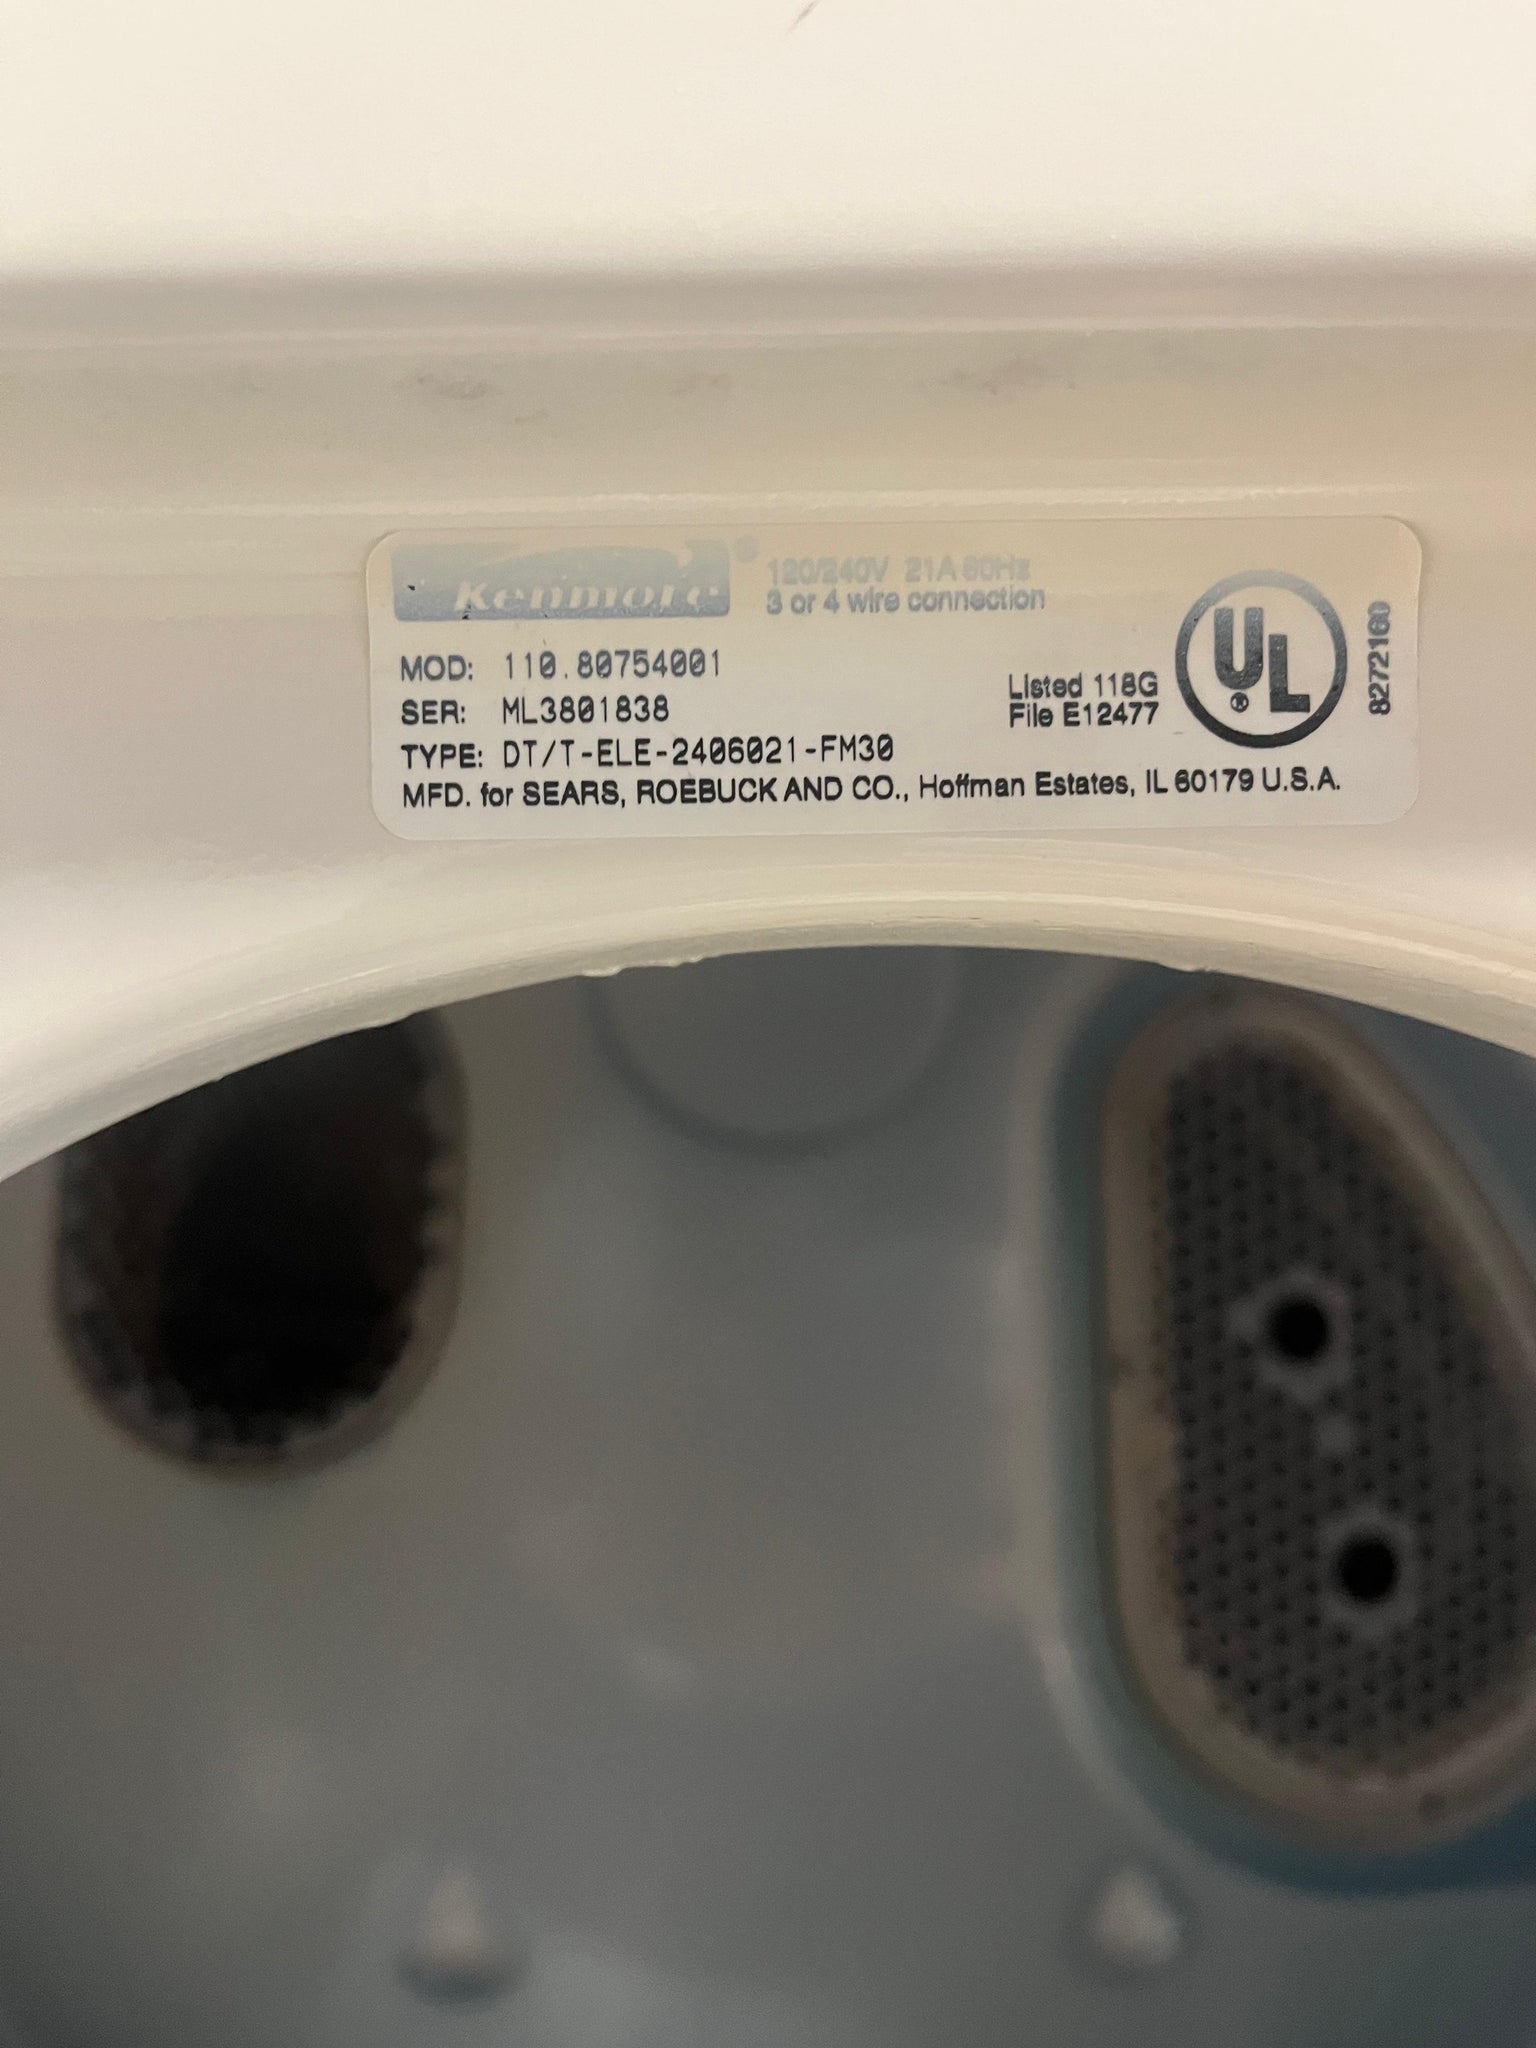 Kenmore®
120/240V 21A 60Hz
3 or 4 wire connection
MOD: 110.80754001
SER: ML3801838
TYPE: DT/T-ELE-2406021-FM30
MFD. for SEARS, ROEBUCK AND CO., Hoffman Estates, IL 60179 U.S.A.
Listed 118G
File E12477
UL®
8272160